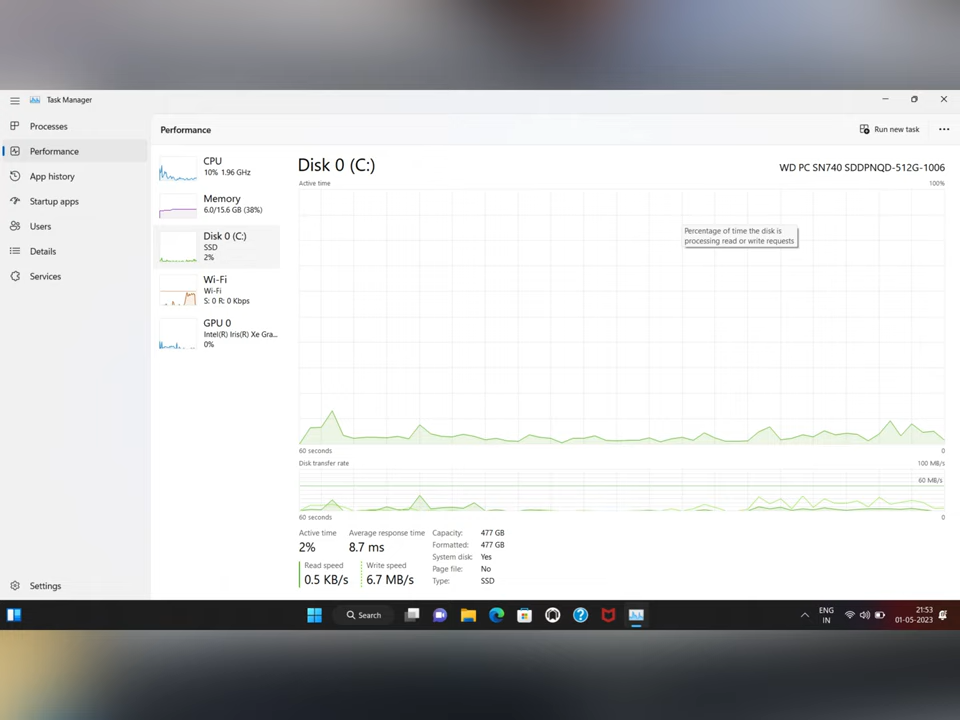 Task Manager
Processes
Performance
App history
Startup apps
Users
Details
Services
Settings
Performance
Run new task
CPU
10% 1.96 GHz
Memory
6.0/15.6 GB (38%)
Disk 0 (C:)
SSD
2%
Wi-Fi
Wi-Fi
S: 0 R: 0 Kbps
GPU 0
Intel(R) Iris(R) Xe Gra...
0%
Disk 0 (C:)
WD PC SN740 SDDPNQD-512G-1006
Active time
100%
Percentage of time the disk is
processing read or write requests
60 seconds
0
Disk transfer rate
100 MB/s
60 MB/s
60 seconds
0
Active time
2%
Average response time
8.7 ms
Read speed
0.5 KB/s
Write speed
6.7 MB/s
Capacity: 477 GB
Formatted: 477 GB
System disk: Yes
Page file: No
Type: SSD
Search
ENG
IN
21:53
01-05-2023